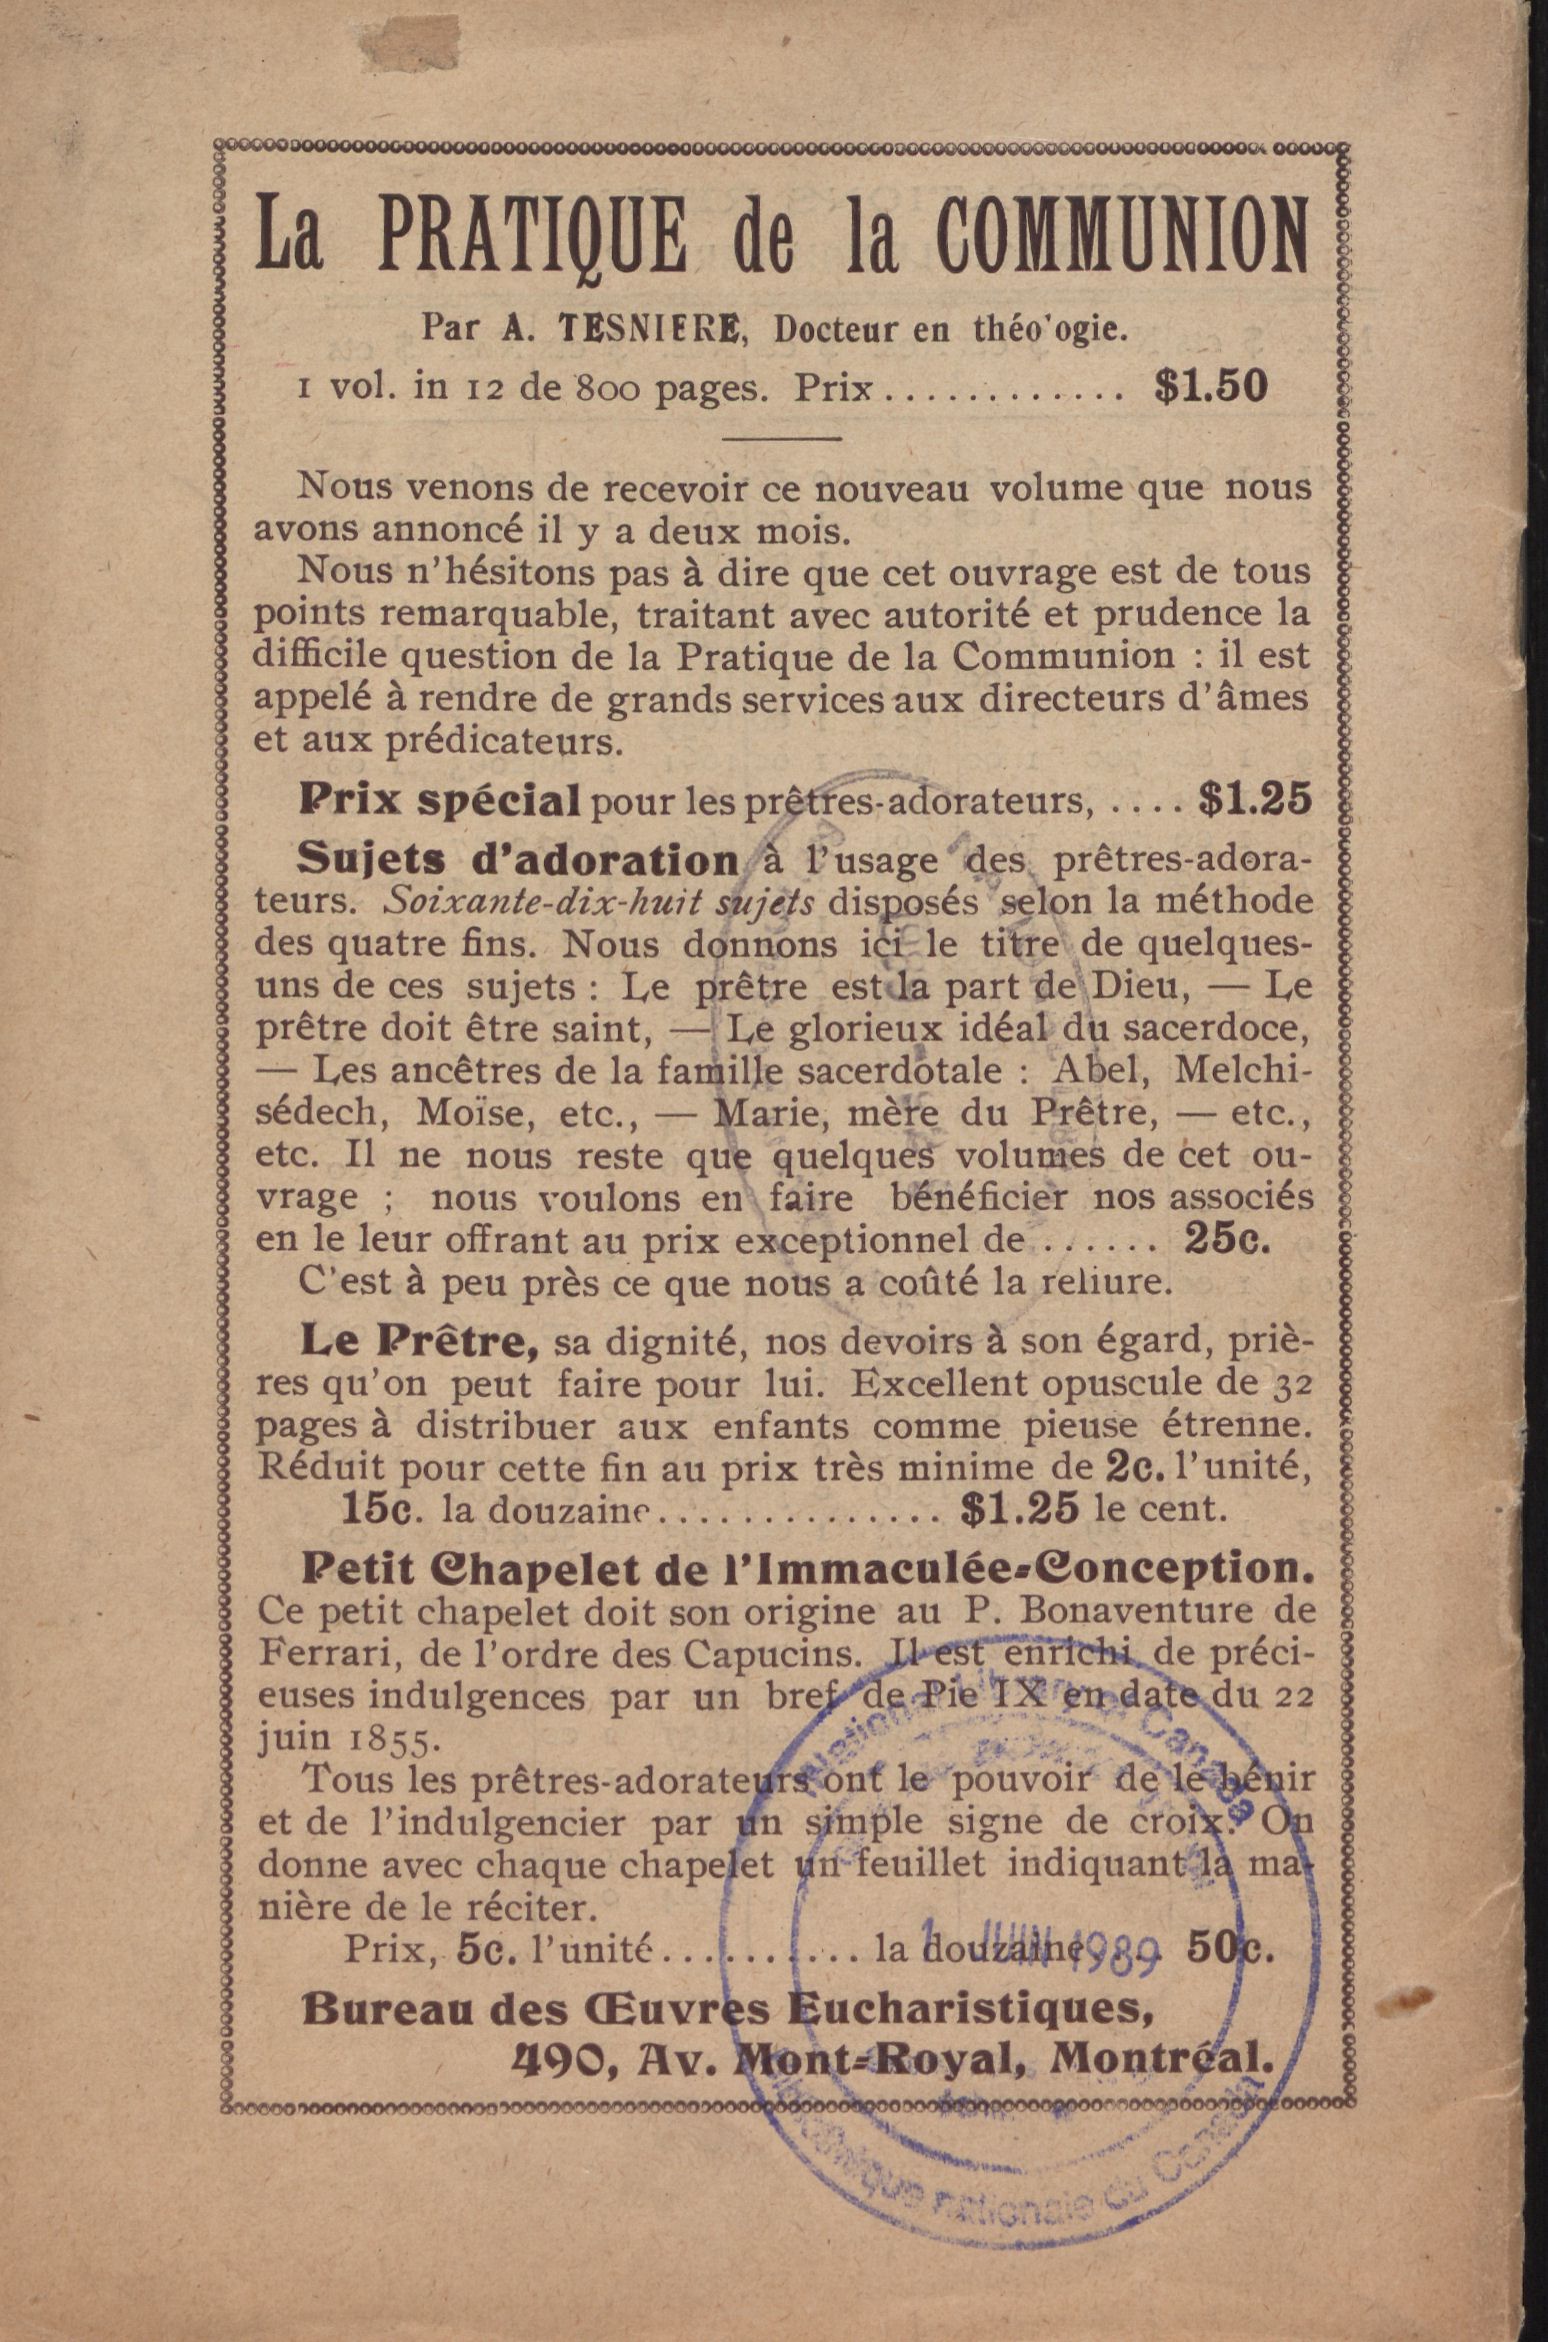 La PRATIQUE de la COMMUNION
Par A. TESNIERE, Docteur en théo'ogie.
1 vol. in 12 de 800 pages. Prix............ $1.50
Nous venons de recevoir ce nouveau volume que nous
avons annoncé il y a deux mois.
Nous n'hésitons pas à dire que cet ouvrage est de tous
points remarquable, traitant avec autorité et prudence la
difficile question de la Pratique de la Communion : il est
appelé à rendre de grands services aux directeurs d'âmes
et aux prédicateurs.
Prix spécial pour les prêtres-adorateurs, .... $1.25
Sujets d'adoration à l'usage des prêtres-adora-
teurs. Soixante-dix-huit sujets disposés selon la méthode
des quatre fins. Nous donnons ici le titre de quelques-
uns de ces sujets : Le prêtre est la part de Dieu, — Le
prêtre doit être saint, — Le glorieux idéal du sacerdoce,
— Les ancêtres de la famille sacerdotale : Abel, Melchi-
sédech, Moïse, etc., — Marie, mère du Prêtre, — etc.,
etc. Il ne nous reste que quelques volumes de cet ou-
vrage ; nous voulons en faire bénéficier nos associés
en le leur offrant au prix exceptionnel de ...... 25c.
C'est à peu près ce que nous a coûté la reliure.
Le Prêtre, sa dignité, nos devoirs à son égard, priè-
res qu'on peut faire pour lui. Excellent opuscule de 32
pages à distribuer aux enfants comme pieuse étrenne.
Réduit pour cette fin au prix très minime de 2c. l'unité,
15c. la douzaine.............. $1.25 le cent.
Petit Chapelet de l'Immaculée-Conception.
Ce petit chapelet doit son origine au P. Bonaventure de
Ferrari, de l'ordre des Capucins. Il est enrichi de préci-
euses indulgences par un bref de Pie IX en date du 22
juin 1855.
Tous les prêtres-adorateurs ont le pouvoir de le bénir
et de l'indulgencier par un simple signe de croix. On
donne avec chaque chapelet un feuillet indiquant la ma-
nière de le réciter.
Prix, 5c. l'unité.......... la douzaine.... 50c.
Bureau des Œuvres Eucharistiques,
490, Av. Mont-Royal, Montréal.
National Library of Canada
JUIN 1989
Bibliothèque nationale du Canada